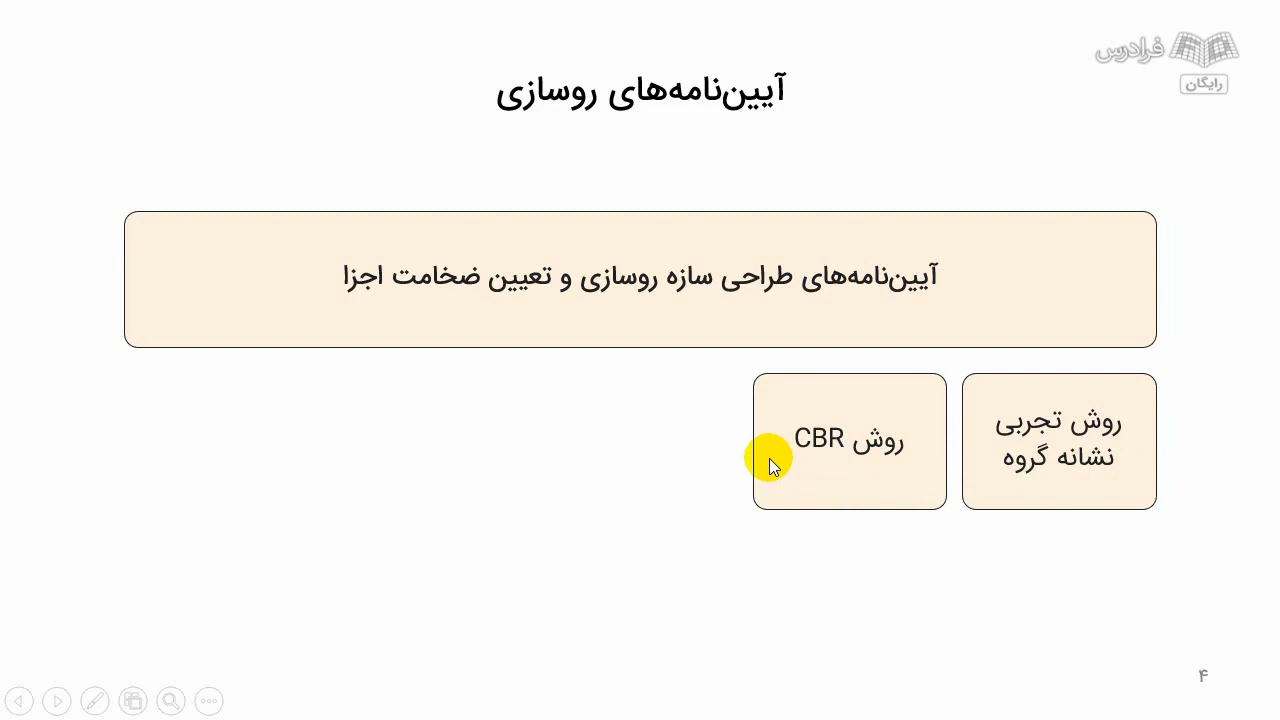 فرادرس
رایگان
آیین‌نامه‌های روسازی
آیین‌نامه‌های طراحی سازه روسازی و تعیین ضخامت اجزا
روش تجربی
نشانه گروه
روش CBR
۴